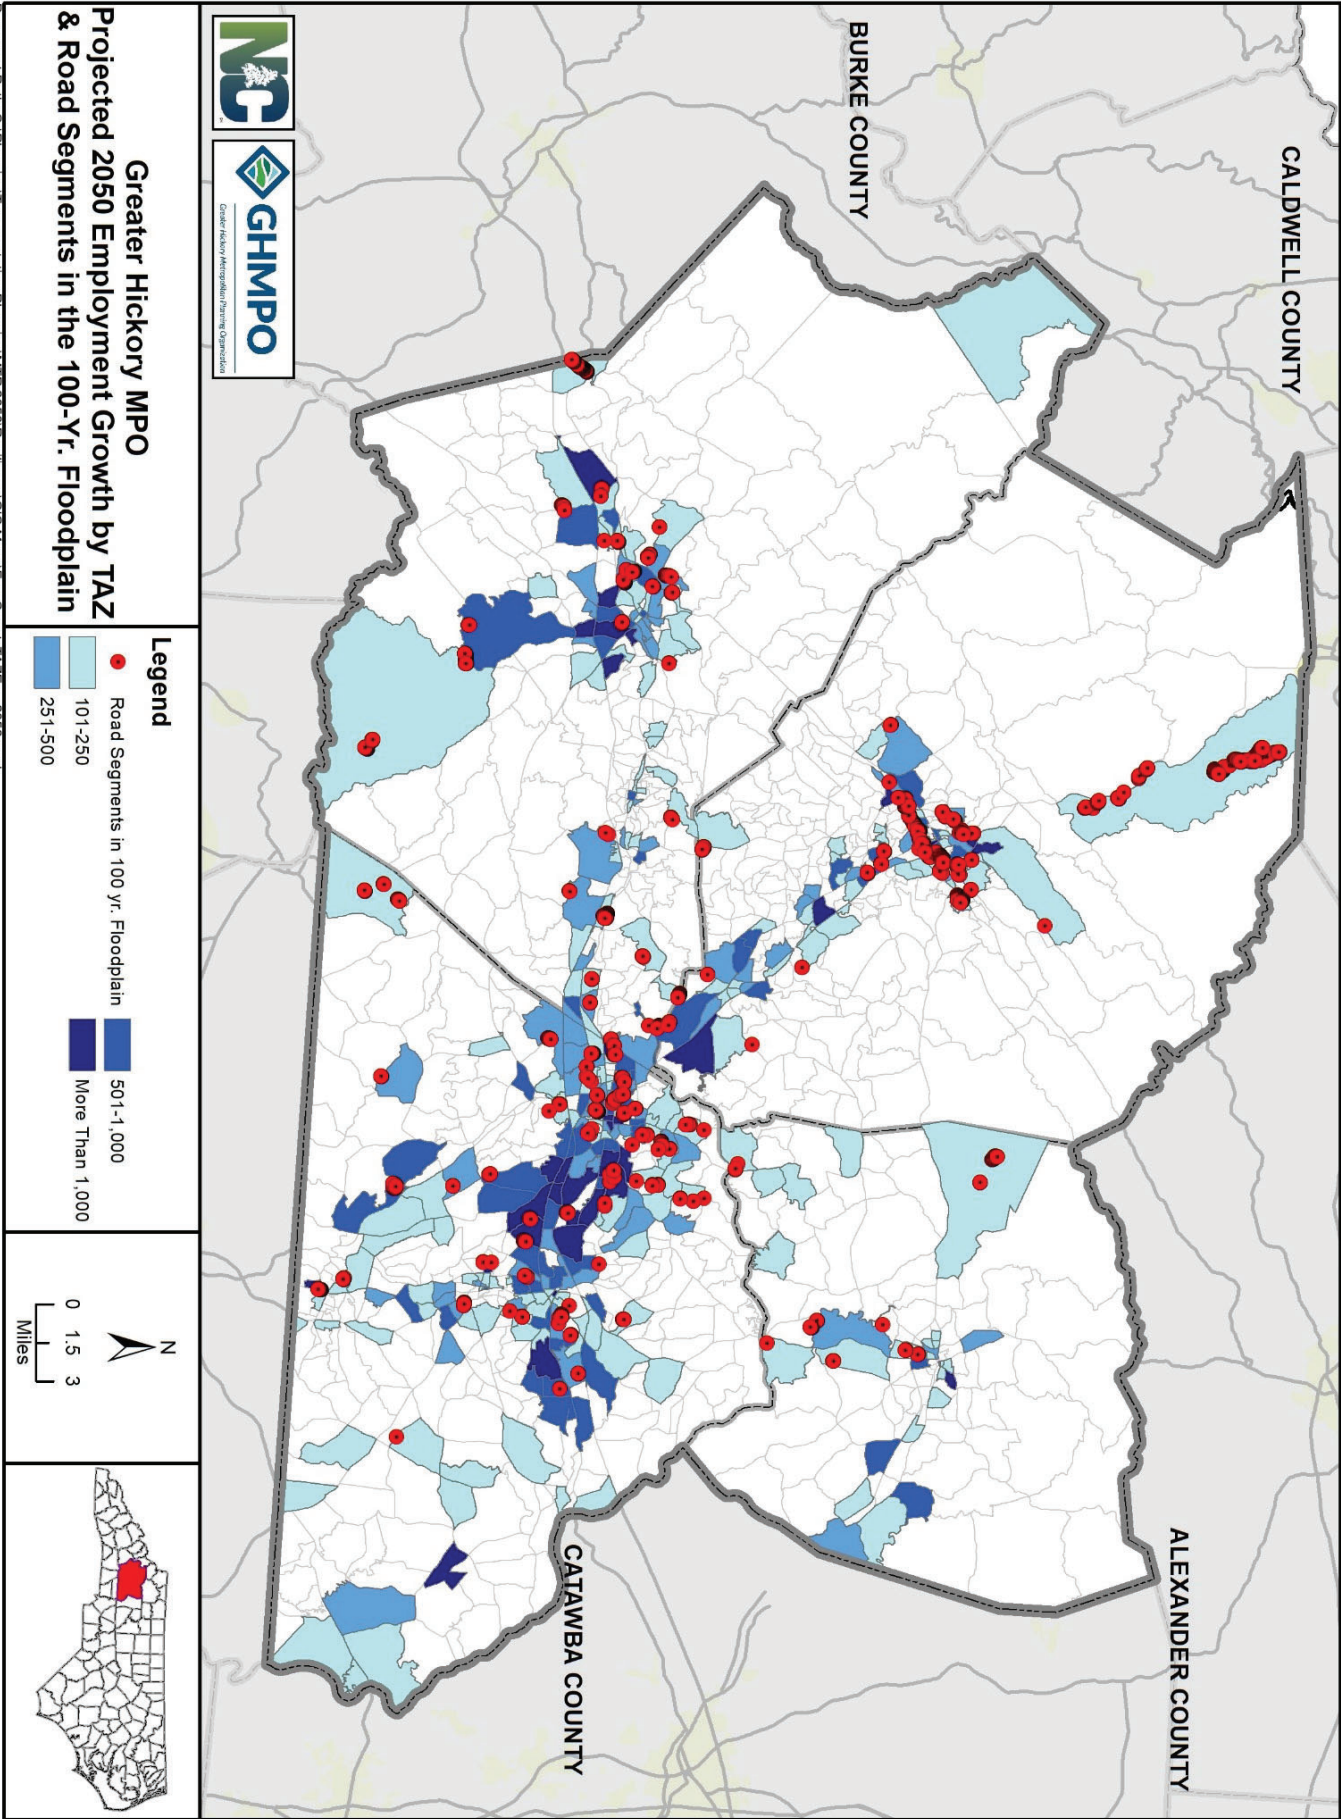 CALDWELL COUNTY
ALEXANDER COUNTY
BURKE COUNTY
CATAWBA COUNTY
NC
GHMPO
Greater Hickory Metropolitan Planning Organization
Greater Hickory MPO
Projected 2050 Employment Growth by TAZ
& Road Segments in the 100-Yr. Floodplain
Legend
Road Segments in 100 yr. Floodplain
101-250
251-500
501-1,000
More Than 1,000
N
0 1.5 3
Miles